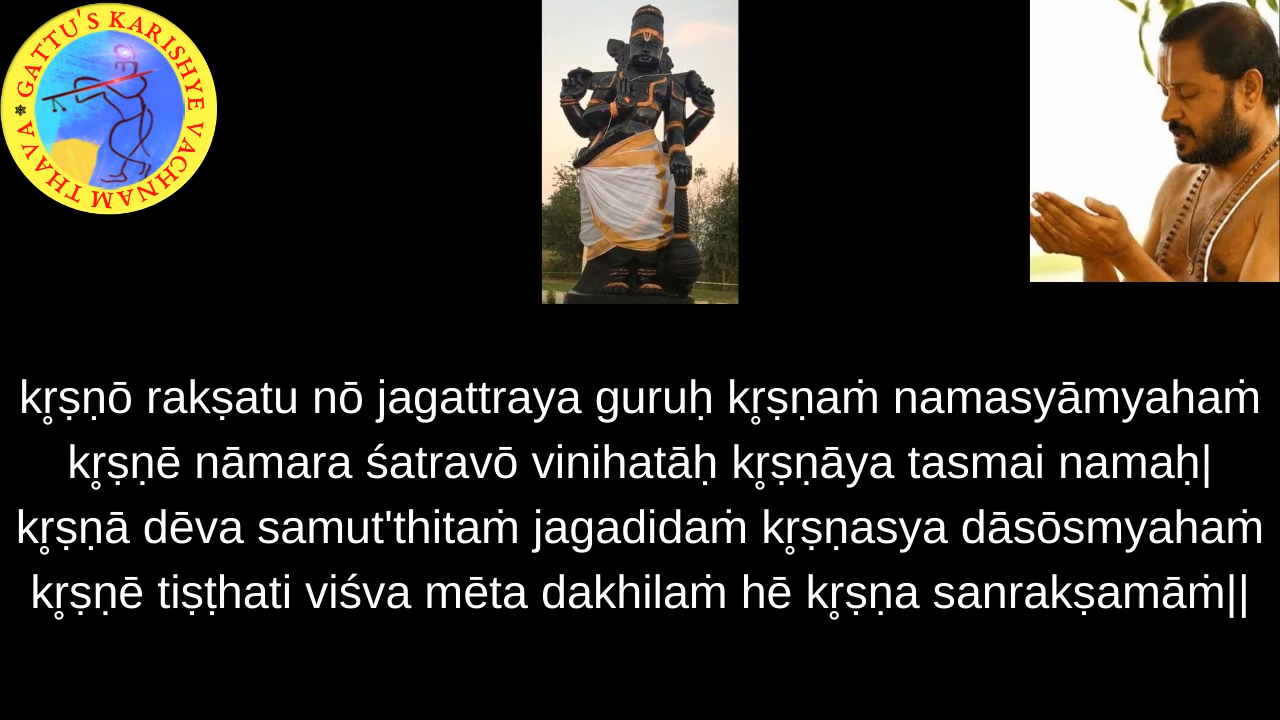 GATTU'S KARISHYE VACHNAM THAVA
kr̥ṣṇō rakṣatu nō jagattraya guruḥ kr̥ṣṇaṁ namasyāmyahaṁ
kr̥ṣṇē nāmara śatravō vinihatāḥ kr̥ṣṇāya tasmai namaḥ|
kr̥ṣṇā dēva samut'thitaṁ jagadidaṁ kr̥ṣṇasya dāsōsmyahaṁ
kr̥ṣṇē tiṣṭhati viśva mēta dakhilaṁ hē kr̥ṣṇa sanrakṣamāṁ||